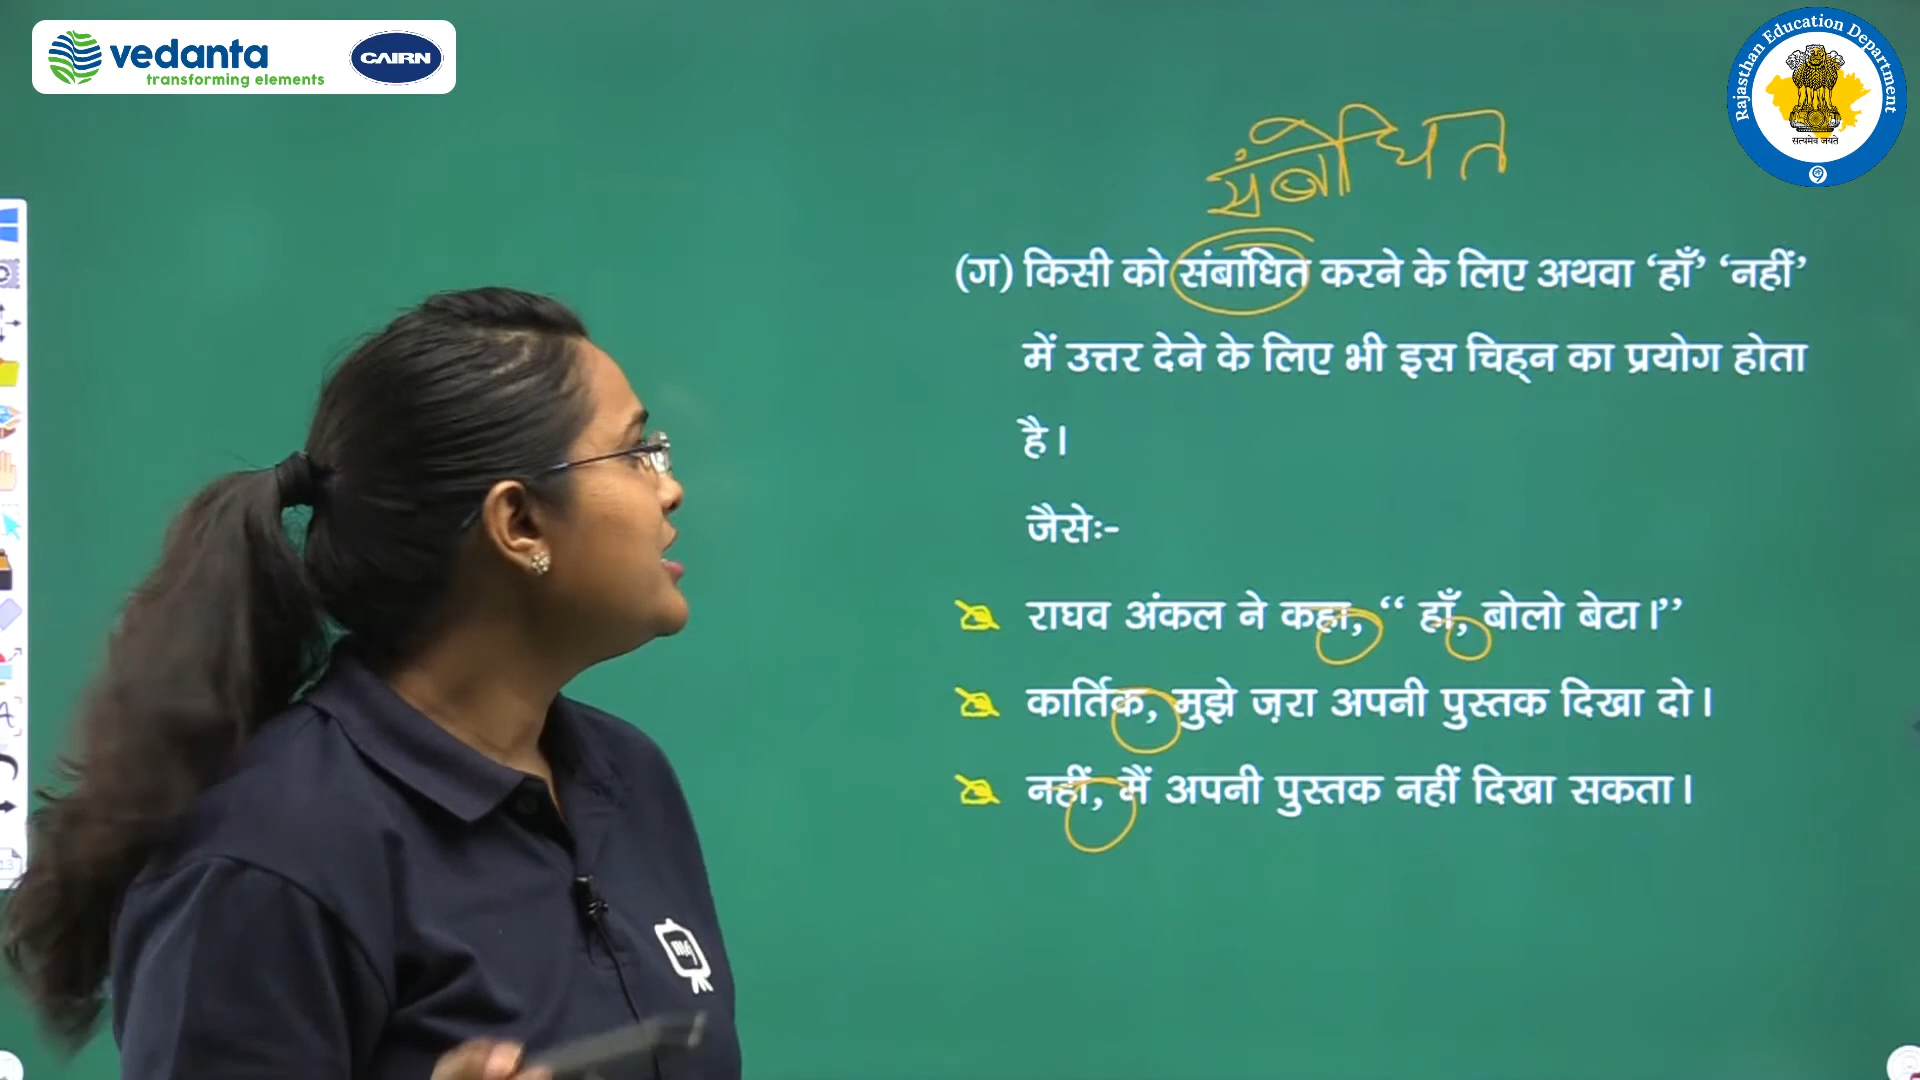 vedanta
transforming elements
CAIRN
Rajasthan Education Department
सत्यमेव जयते
संबोधित
(ग) किसी को संबांधित करने के लिए अथवा ‘हाँ’ ‘नहीं’
में उत्तर देने के लिए भी इस चिह्न का प्रयोग होता
है।
जैसेः-
राघव अंकल ने कहा, “ हाँ, बोलो बेटा।”
कार्तिक, मुझे ज़रा अपनी पुस्तक दिखा दो।
नहीं, मैं अपनी पुस्तक नहीं दिखा सकता।